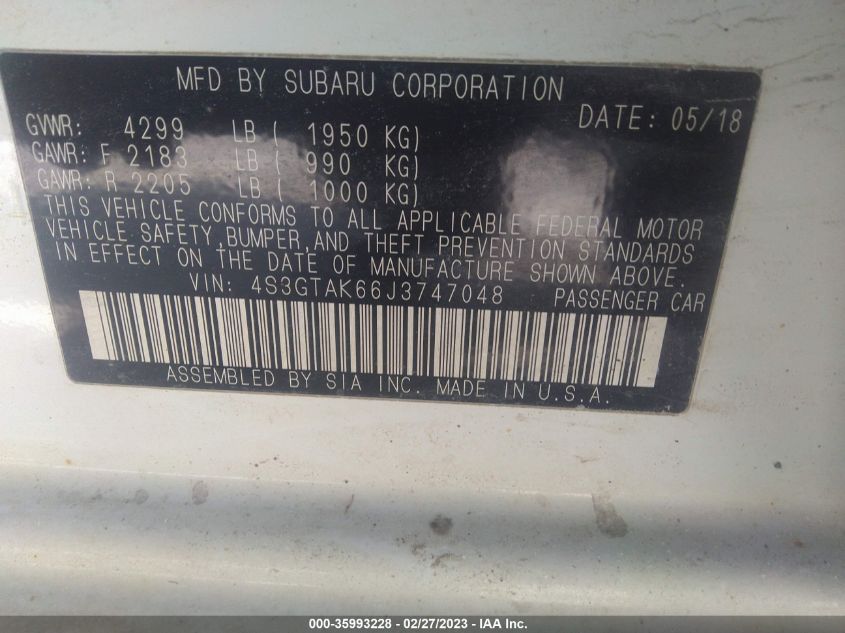 MFD BY SUBARU CORPORATION
DATE: 05/18
GVWR: 4299 LB ( 1950 KG)
GAWR: F 2183 LB ( 990 KG)
GAWR: R 2205 LB ( 1000 KG)
THIS VEHICLE CONFORMS TO ALL APPLICABLE FEDERAL MOTOR
VEHICLE SAFETY,BUMPER,AND THEFT PREVENTION STANDARDS
IN EFFECT ON THE DATE OF MANUFACTURE SHOWN ABOVE.
VIN: 4S3GTAK66J3747048 PASSENGER CAR
ASSEMBLED BY SIA INC. MADE IN U.S.A.
000-35993228 - 02/27/2023 - IAA Inc.